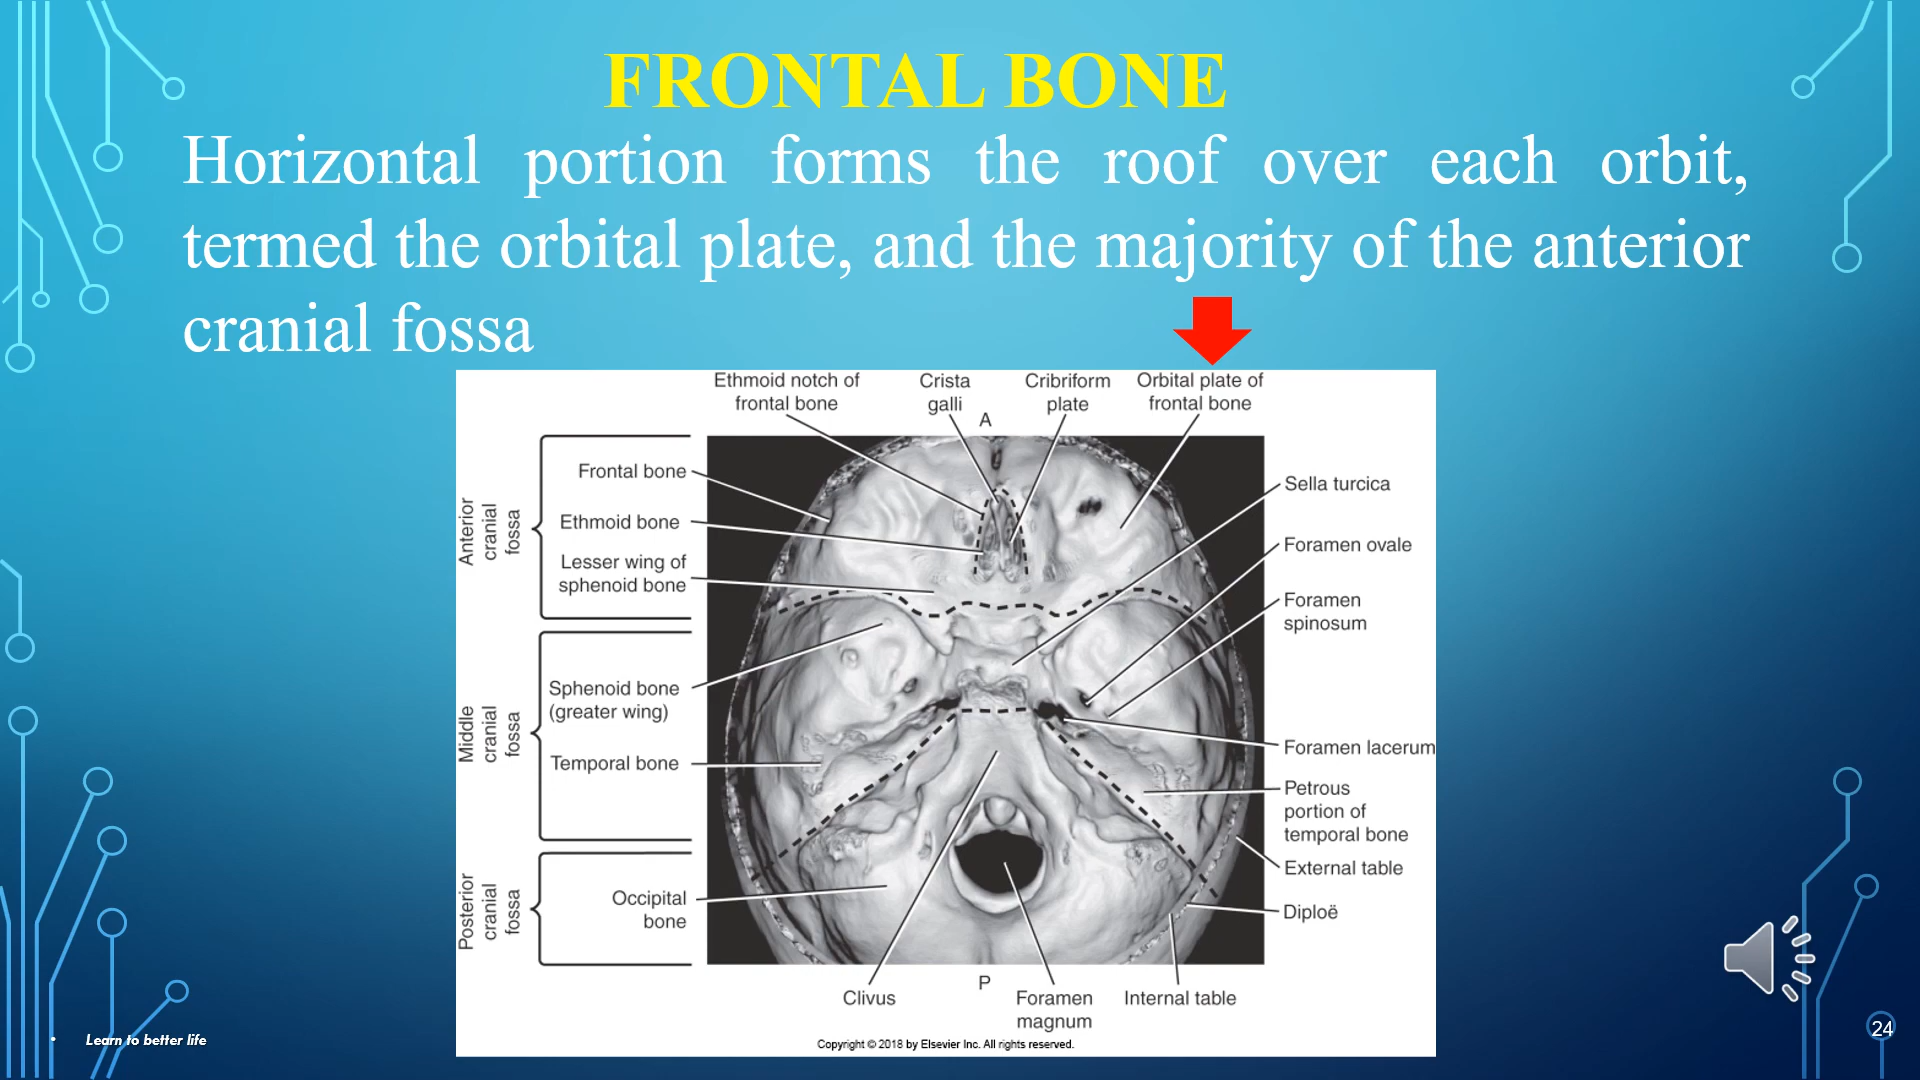 FRONTAL BONE
Horizontal portion forms the roof over each orbit,
termed the orbital plate, and the majority of the anterior
cranial fossa
Ethmoid notch of
frontal bone
Crista
galli
Cribriform
plate
Orbital plate of
frontal bone
A
Anterior
cranial
fossa
Frontal bone
Ethmoid bone
Lesser wing of
sphenoid bone
Middle
cranial
fossa
Sphenoid bone
(greater wing)
Temporal bone
Posterior
cranial
fossa
Occipital
bone
Sella turcica
Foramen ovale
Foramen
spinosum
Foramen lacerum
Petrous
portion of
temporal bone
External table
Diploë
Clivus
P
Foramen
magnum
Internal table
Copyright © 2018 by Elsevier Inc. All rights reserved.
• Learn to better life
24